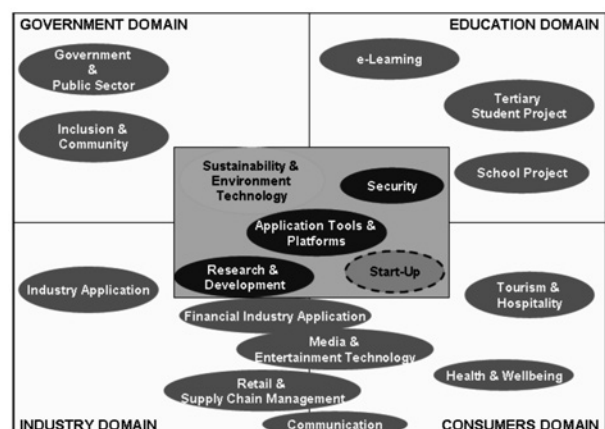 GOVERNMENT DOMAIN
EDUCATION DOMAIN
Government
&
Public Sector
e-Learning
Tertiary
Student Project
Inclusion &
Community
Sustainability &
Environment
Technology
Security
School Project
Application Tools &
Platforms
Research &
Development
Start-Up
Industry Application
Tourism &
Hospitality
Financial Industry Application
Media &
Entertainment Technology
Health & Wellbeing
Retail &
Supply Chain Management
Communication
INDUSTRY DOMAIN
CONSUMERS DOMAIN